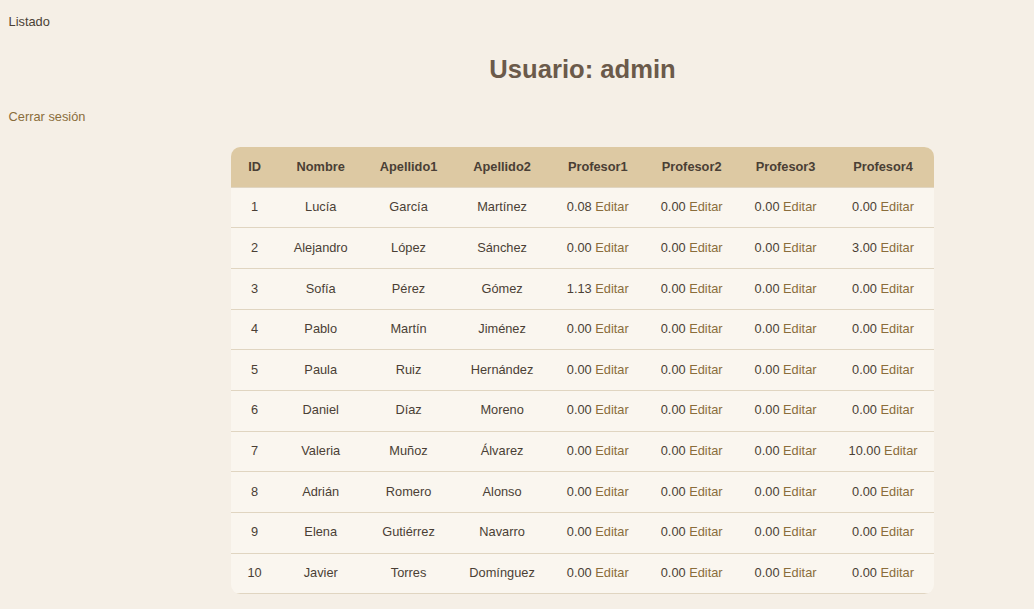 Listado
Usuario: admin
Cerrar sesión
ID Nombre Apellido1 Apellido2 Profesor1 Profesor2 Profesor3 Profesor4
1 Lucía García Martínez 0.08 Editar 0.00 Editar 0.00 Editar 0.00 Editar
2 Alejandro López Sánchez 0.00 Editar 0.00 Editar 0.00 Editar 3.00 Editar
3 Sofía Pérez Gómez 1.13 Editar 0.00 Editar 0.00 Editar 0.00 Editar
4 Pablo Martín Jiménez 0.00 Editar 0.00 Editar 0.00 Editar 0.00 Editar
5 Paula Ruiz Hernández 0.00 Editar 0.00 Editar 0.00 Editar 0.00 Editar
6 Daniel Díaz Moreno 0.00 Editar 0.00 Editar 0.00 Editar 0.00 Editar
7 Valeria Muñoz Álvarez 0.00 Editar 0.00 Editar 0.00 Editar 10.00 Editar
8 Adrián Romero Alonso 0.00 Editar 0.00 Editar 0.00 Editar 0.00 Editar
9 Elena Gutiérrez Navarro 0.00 Editar 0.00 Editar 0.00 Editar 0.00 Editar
10 Javier Torres Domínguez 0.00 Editar 0.00 Editar 0.00 Editar 0.00 Editar